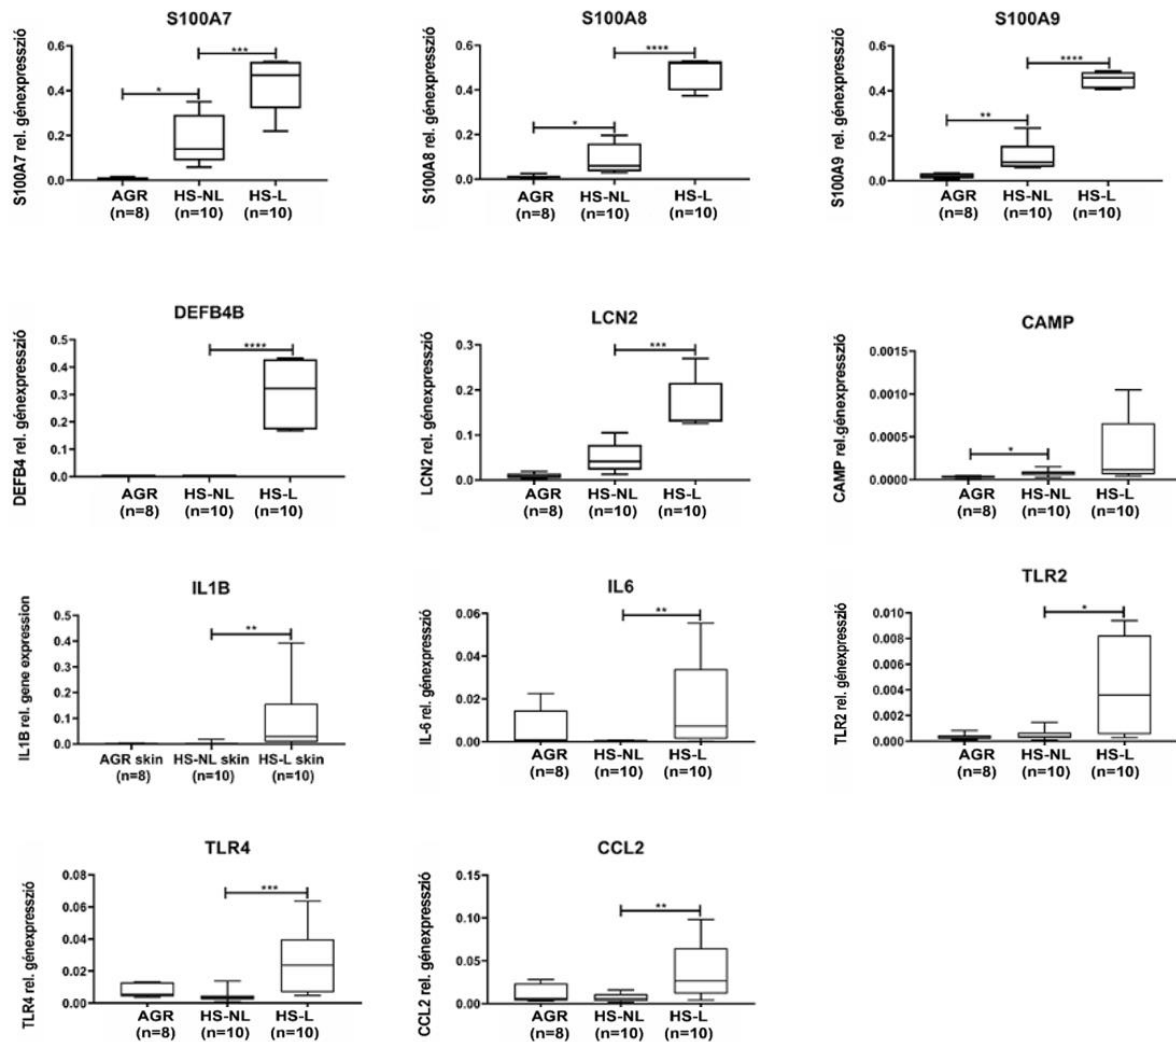 S100A7
S100A7 rel. génexpresszió
0.6
0.4
0.2
0.0
*
***
AGR
(n=8)
HS-NL
(n=10)
HS-L
(n=10)
S100A8
S100A8 rel génexpresszió
0.6
0.4
0.2
0.0
*
****
AGR
(n=8)
HS-NL
(n=10)
HS-L
(n=10)
S100A9
S100A9 rel. génexpresszió
0.6
0.4
0.2
0.0
**
****
AGR
(n=8)
HS-NL
(n=10)
HS-L
(n=10)
DEFB4B
DEFB4 rel. génexpresszió
0.5
0.4
0.3
0.2
0.1
0.0
****
AGR
(n=8)
HS-NL
(n=10)
HS-L
(n=10)
LCN2
LCN2 rel. génexpresszió
0.3
0.2
0.1
0.0
***
AGR
(n=8)
HS-NL
(n=10)
HS-L
(n=10)
CAMP
CAMP rel.génexpresszió
0.0015
0.0010
0.0005
0.0000
*
AGR
(n=8)
HS-NL
(n=10)
HS-L
(n=10)
IL1B
IL1B rel. gene expression
0.5
0.4
0.3
0.2
0.1
0.0
**
AGR skin
(n=8)
HS-NL skin
(n=10)
HS-L skin
(n=10)
IL6
IL-6 rel. génexpresszió
0.06
0.04
0.02
0.00
**
AGR
(n=8)
HS-NL
(n=10)
HS-L
(n=10)
TLR2
TLR2 rel. génexpresszió
0.010
0.008
0.006
0.004
0.002
0.000
*
AGR
(n=8)
HS-NL
(n=10)
HS-L
(n=10)
TLR4
TLR4 rel. génexpresszió
0.08
0.06
0.04
0.02
0.00
***
AGR
(n=8)
HS-NL
(n=10)
HS-L
(n=10)
CCL2
CCL2 rel. génexpresszió
0.15
0.10
0.05
0.00
**
AGR
(n=8)
HS-NL
(n=10)
HS-L
(n=10)